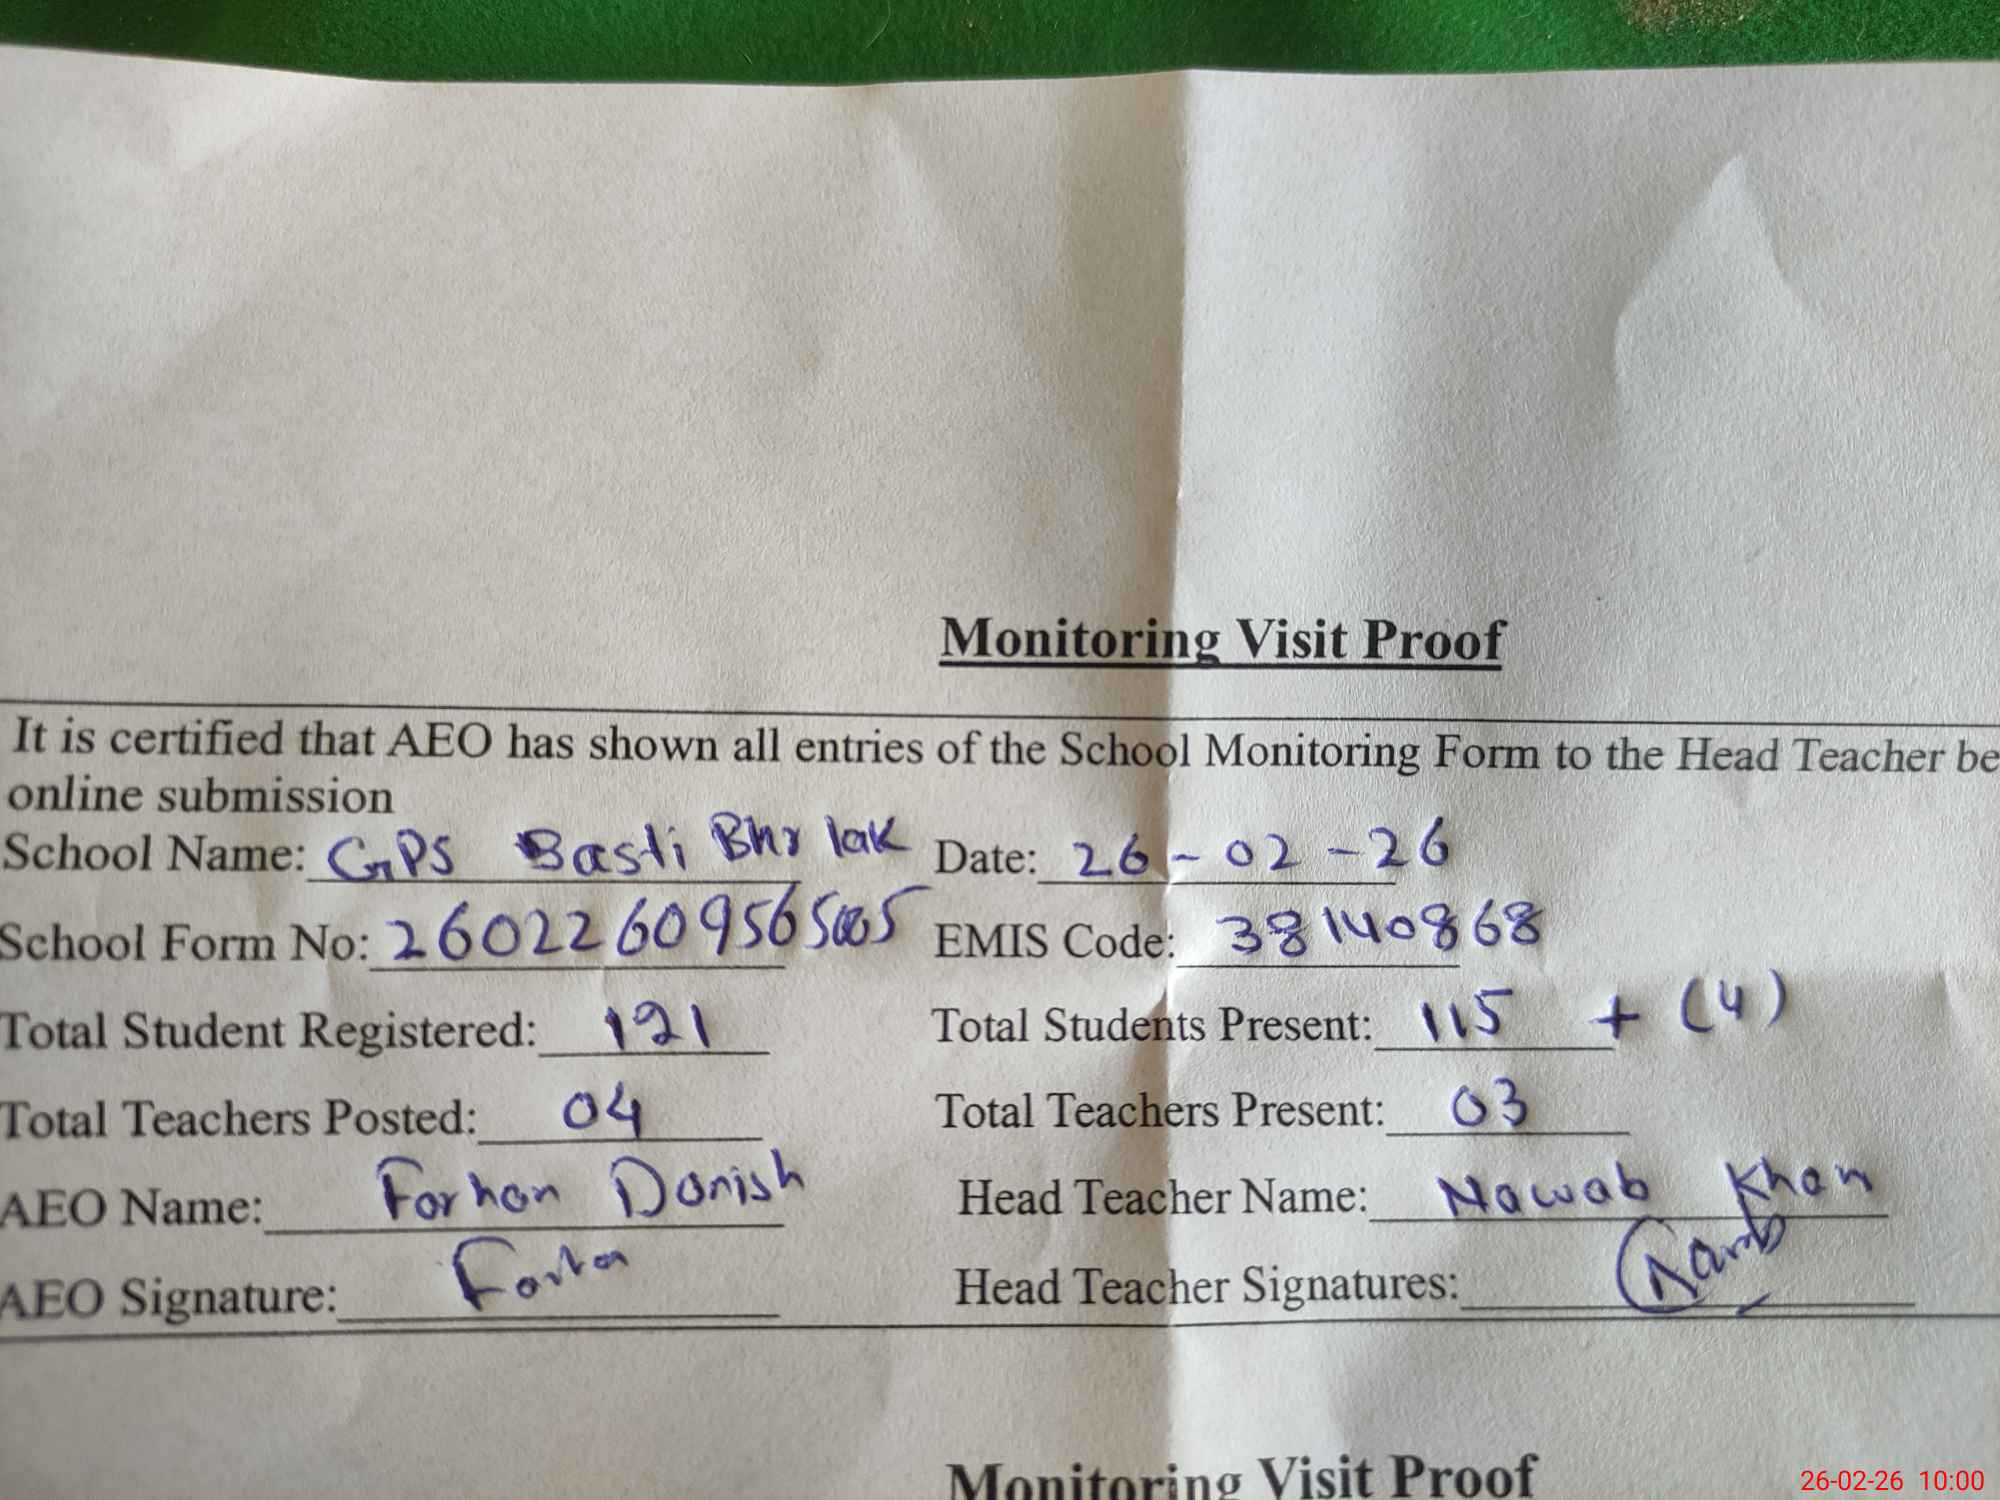 Monitoring Visit Proof
It is certified that AEO has shown all entries of the School Monitoring Form to the Head Teacher be
online submission
School Name: GPS Basti Bhr lak Date: 26-02-26
School Form No: EMIS Code: 38140868
Total Student Registered: 121 Total Students Present: 115 + (4)
Total Teachers Posted: 04 Total Teachers Present: 03
AEO Name: Farhan Danish Head Teacher Name: Nawab Khan
AEO Signature: Farhan Head Teacher Signatures: Nawab
Monitoring Visit Proof
26-02-26 10:00